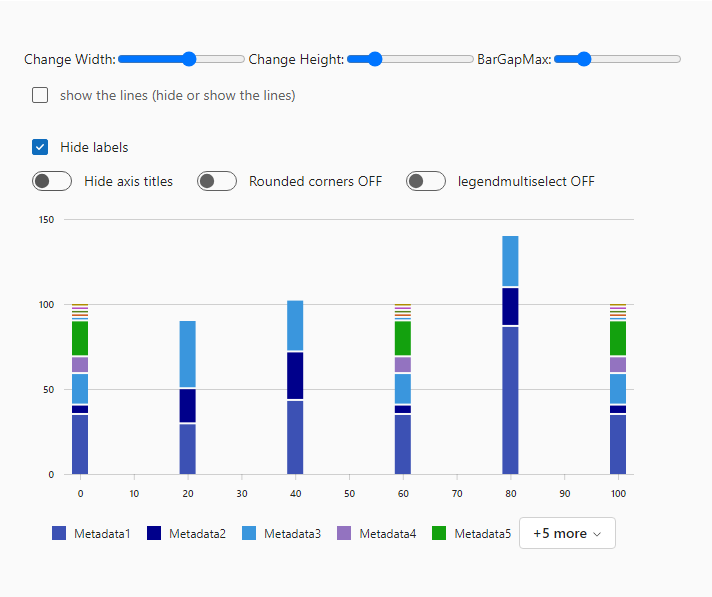 Change Width: Change Height: BarGapMax:
show the lines (hide or show the lines)
Hide labels
Hide axis titles Rounded corners OFF legendmultiselect OFF
150
100
50
0
0 10 20 30 40 50 60 70 80 90 100
Metadata1 Metadata2 Metadata3 Metadata4 Metadata5 +5 more